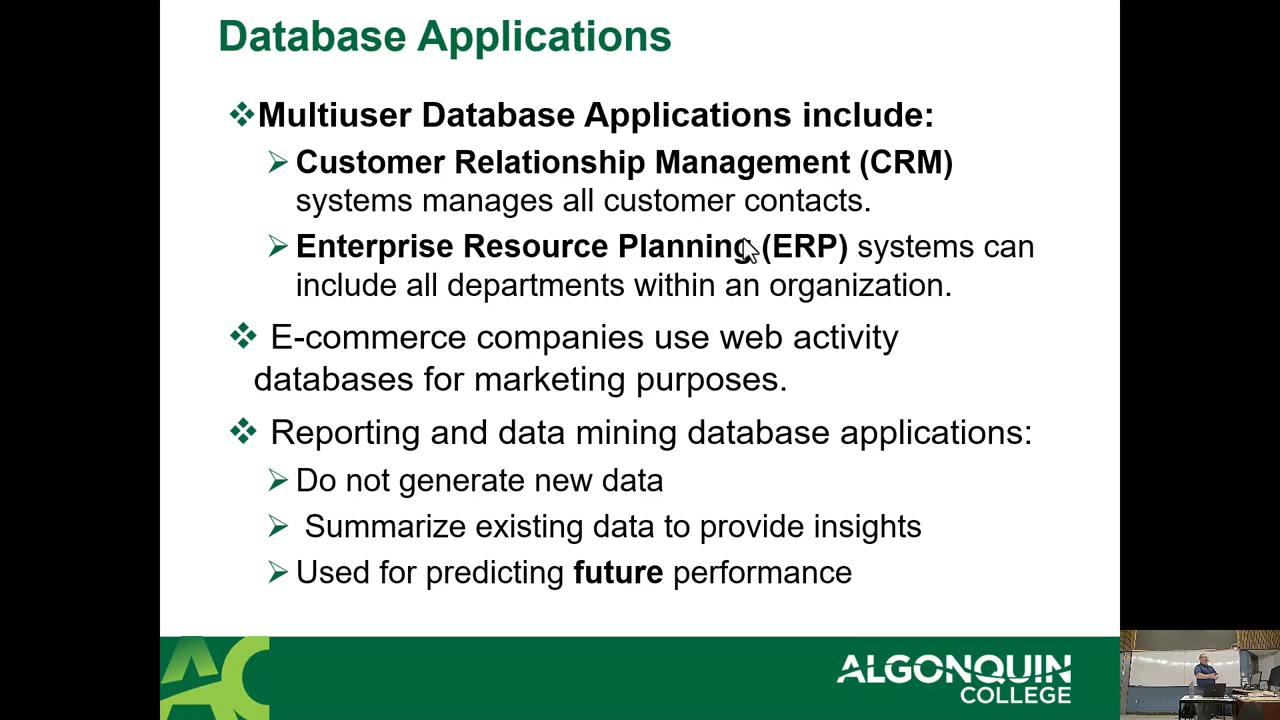 Database Applications
Multiuser Database Applications include:
Customer Relationship Management (CRM)
systems manages all customer contacts.
Enterprise Resource Planning (ERP) systems can
include all departments within an organization.
E-commerce companies use web activity
databases for marketing purposes.
Reporting and data mining database applications:
Do not generate new data
Summarize existing data to provide insights
Used for predicting future performance
AC
ALGONQUIN
COLLEGE